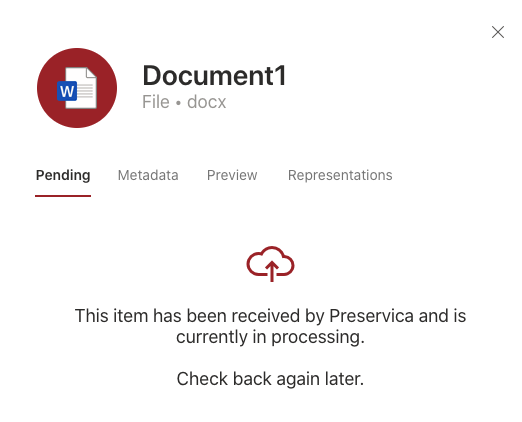 Document1
W
File • docx
Pending Metadata Preview Representations
This item has been received by Preservica and is
currently in processing.
Check back again later.